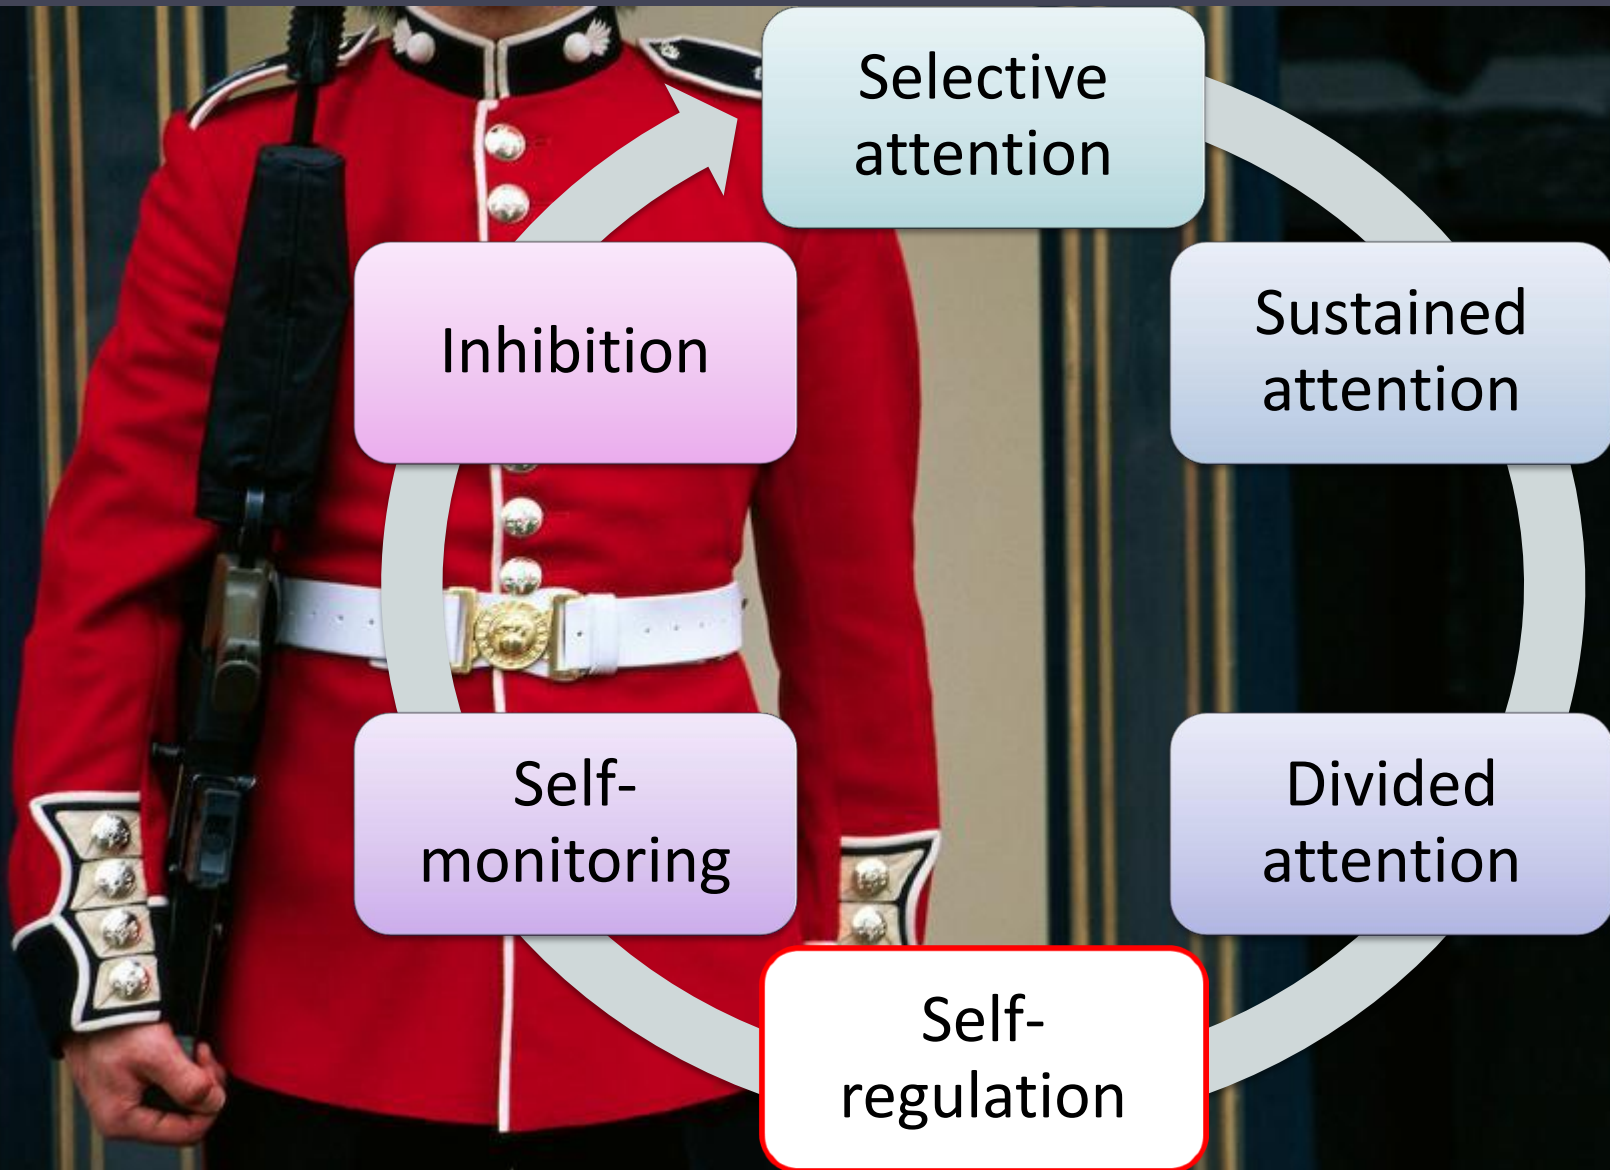 Selective
attention
Sustained
attention
Divided
attention
Self-
regulation
Self-
monitoring
Inhibition